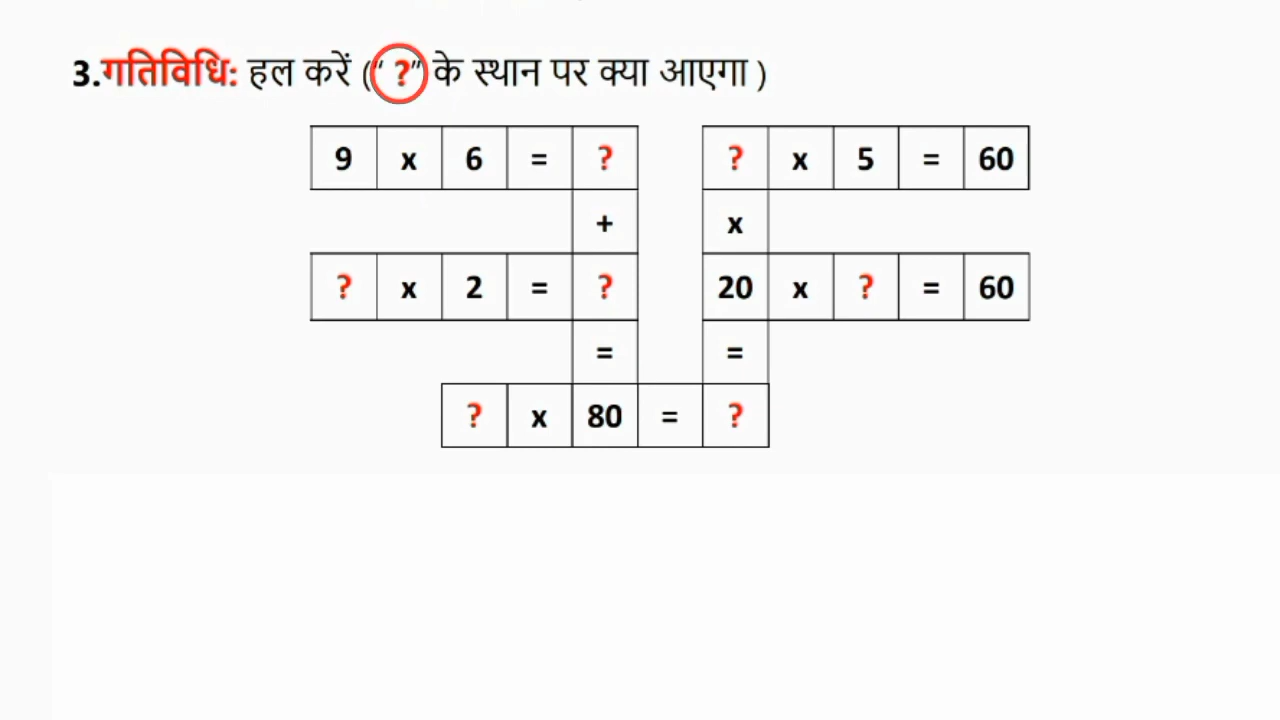 3.गतिविधि: हल करें (“ ?” के स्थान पर क्या आएगा )
9 x 6 = ? ? x 5 = 60
+ x
? x 2 = ? 20 x ? = 60
= =
? x 80 = ?